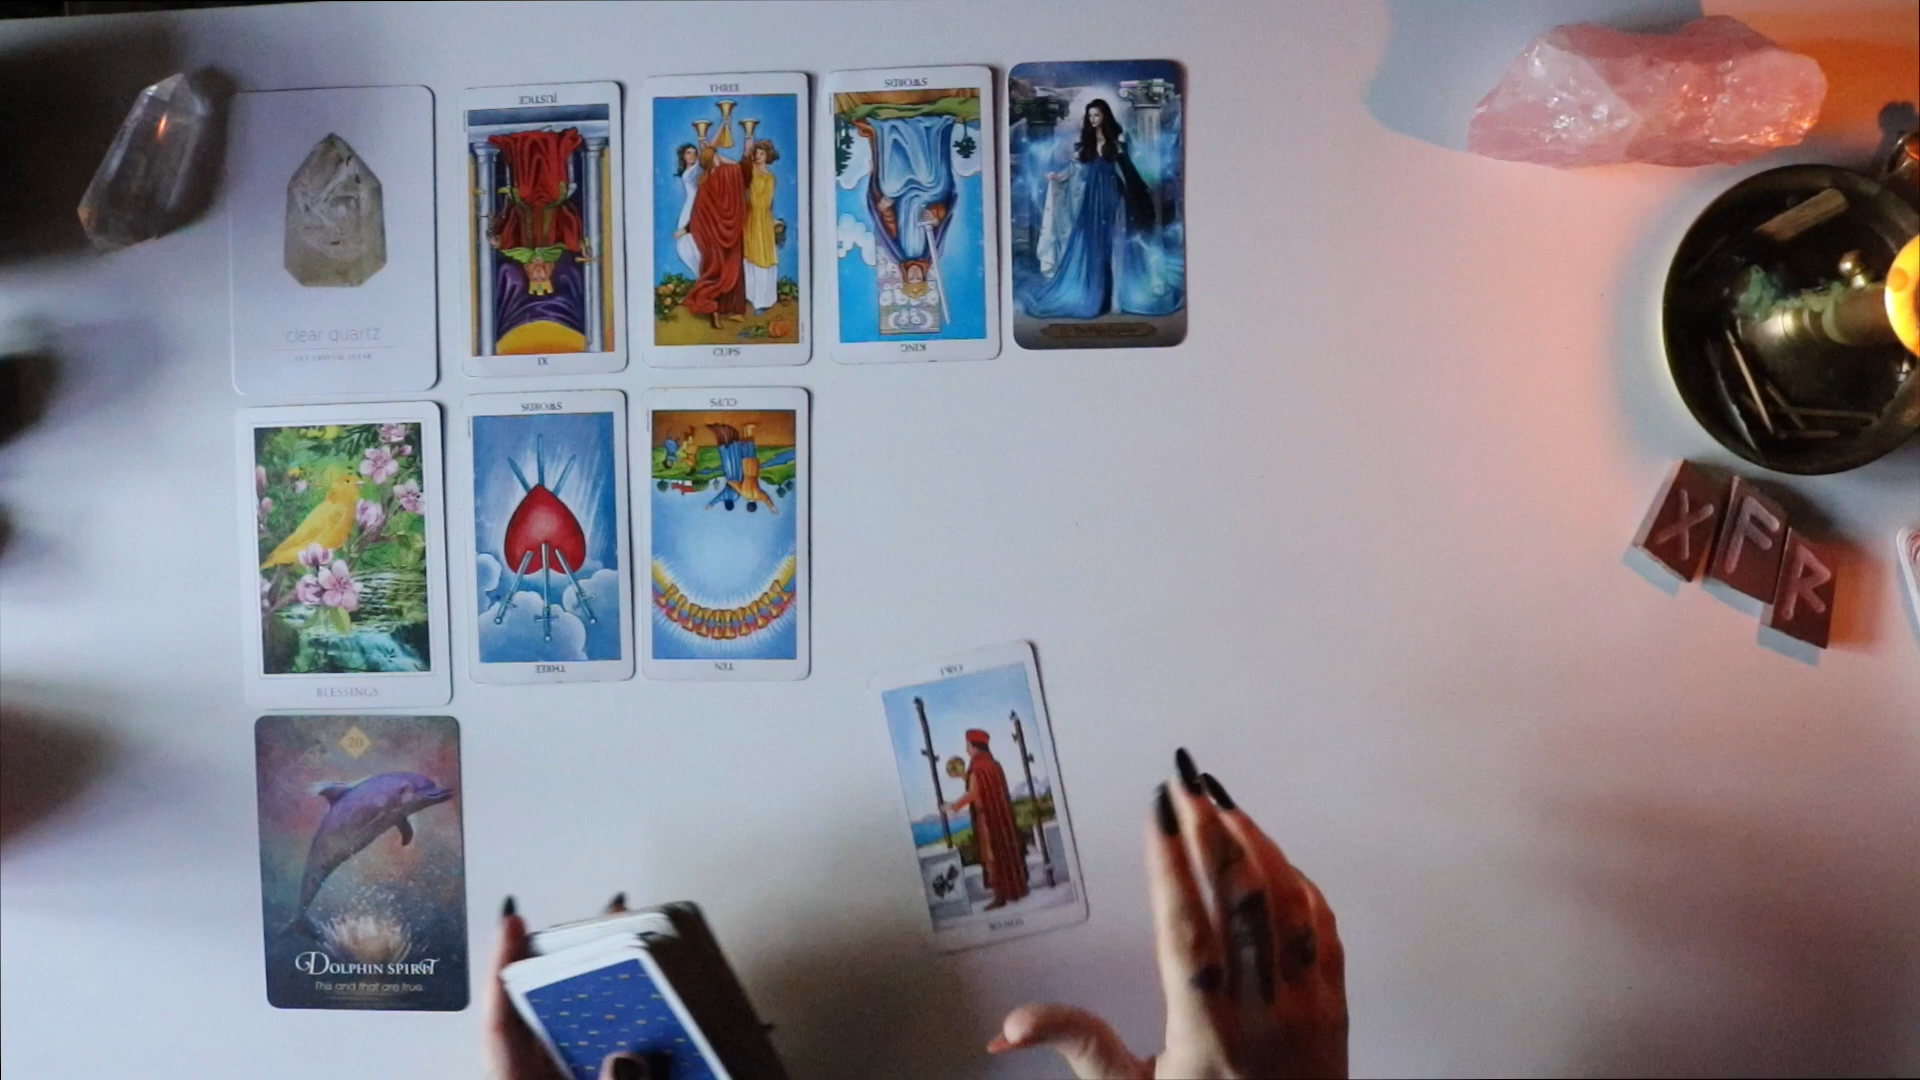 clear quartz
JUSTICE
XI
THREE
CUPS
SWORDS
KING
BLESSINGS
SWORDS
THREE
CUPS
TEN
20
DOLPHIN SPIRIT
This and that are true.
TWO
WANDS
X
F
R